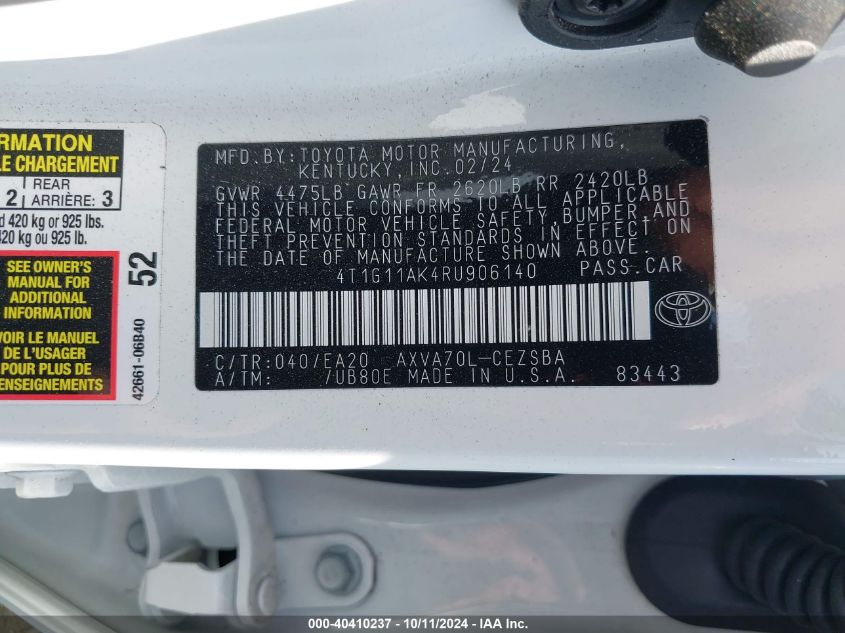 RMATION
LE CHARGEMENT
2 REAR ARRIÈRE: 3
d 420 kg or 925 lbs.
420 kg ou 925 lb.
SEE OWNER'S
MANUAL FOR
ADDITIONAL
INFORMATION
VOIR LE MANUEL
DE L'USAGER
POUR PLUS DE
RENSEIGNEMENTS
52
42661-06B40
MFD.BY:TOYOTA MOTOR MANUFACTURING,
KENTUCKY,INC.02/24
GVWR 4475LB GAWR FR 2620LB RR 2420LB
THIS VEHICLE CONFORMS TO ALL APPLICABLE
FEDERAL MOTOR VEHICLE SAFETY,BUMPER,AND
THEFT PREVENTION STANDARDS IN EFFECT ON
THE DATE OF MANUFACTURE SHOWN ABOVE.
4T1G11AK4RU906140 PASS.CAR
C/TR:040/EA20 AXVA70L-CEZSBA
A/TM: /UB80E MADE IN U.S.A. 83443
000-40410237 - 10/11/2024 - IAA Inc.